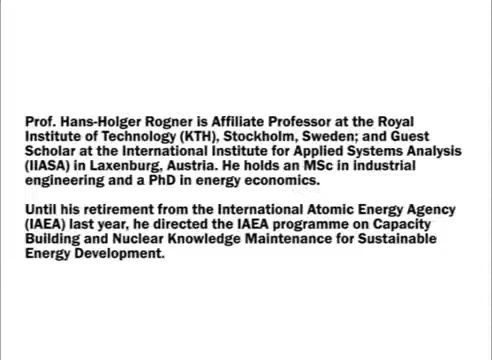 Prof. Hans-Holger Rogner is Affiliate Professor at the Royal
Institute of Technology (KTH), Stockholm, Sweden; and Guest
Scholar at the International Institute for Applied Systems Analysis
(IIASA) in Laxenburg, Austria. He holds an MSc in industrial
engineering and a PhD in energy economics.
Until his retirement from the International Atomic Energy Agency
(IAEA) last year, he directed the IAEA programme on Capacity
Building and Nuclear Knowledge Maintenance for Sustainable
Energy Development.